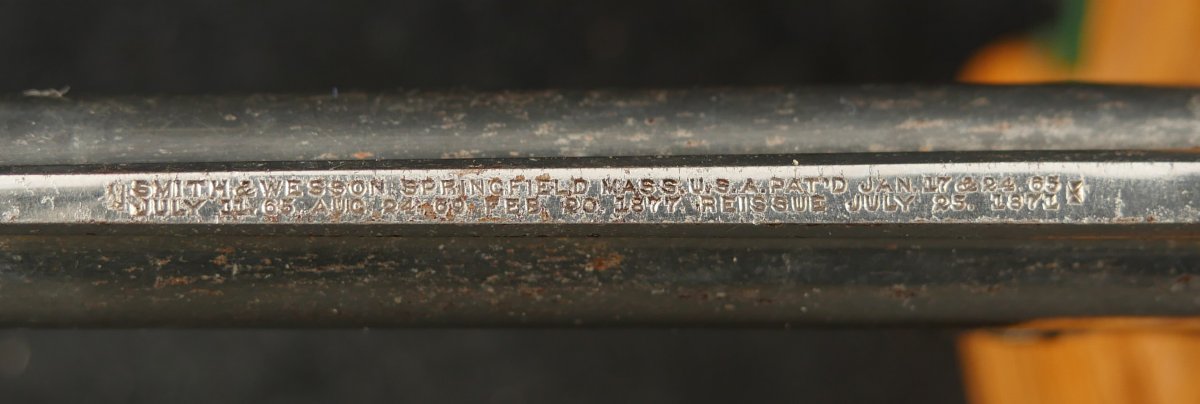 SMITH & WESSON. SPRINGFIELD MASS. U.S.A. PAT'D JAN. 17 & 24. 65
JULY 11. 65. AUG. 24. 69. FEB. 20. 1877. REISSUE JULY 25. 1871